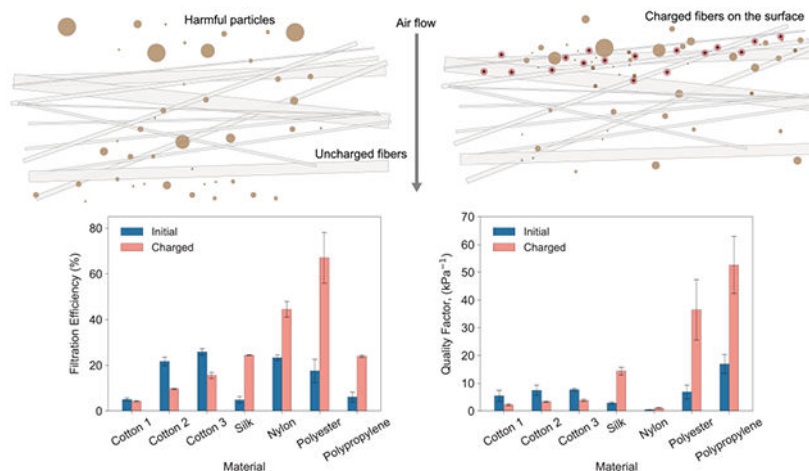 Harmful particles
Air flow
Charged fibers on the surface
Uncharged fibers
80
60
40
20
0
Filtration Efficiency (%)
Initial
Charged
Cotton 1
Cotton 2
Cotton 3
Silk
Nylon
Polyester
Polypropylene
Material
70
60
50
40
30
20
10
0
Quality Factor, (kPa⁻¹)
Initial
Charged
Cotton 1
Cotton 2
Cotton 3
Silk
Nylon
Polyester
Polypropylene
Material